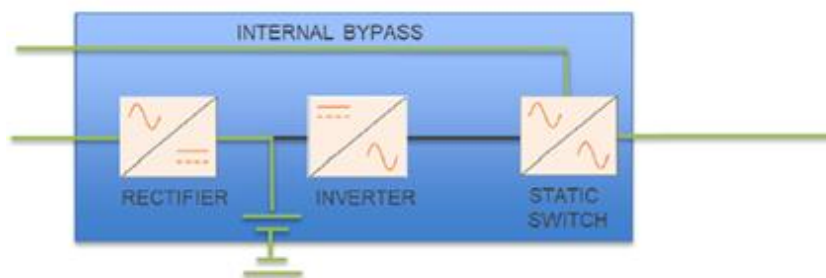 INTERNAL BYPASS
RECTIFIER
INVERTER
STATIC
SWITCH